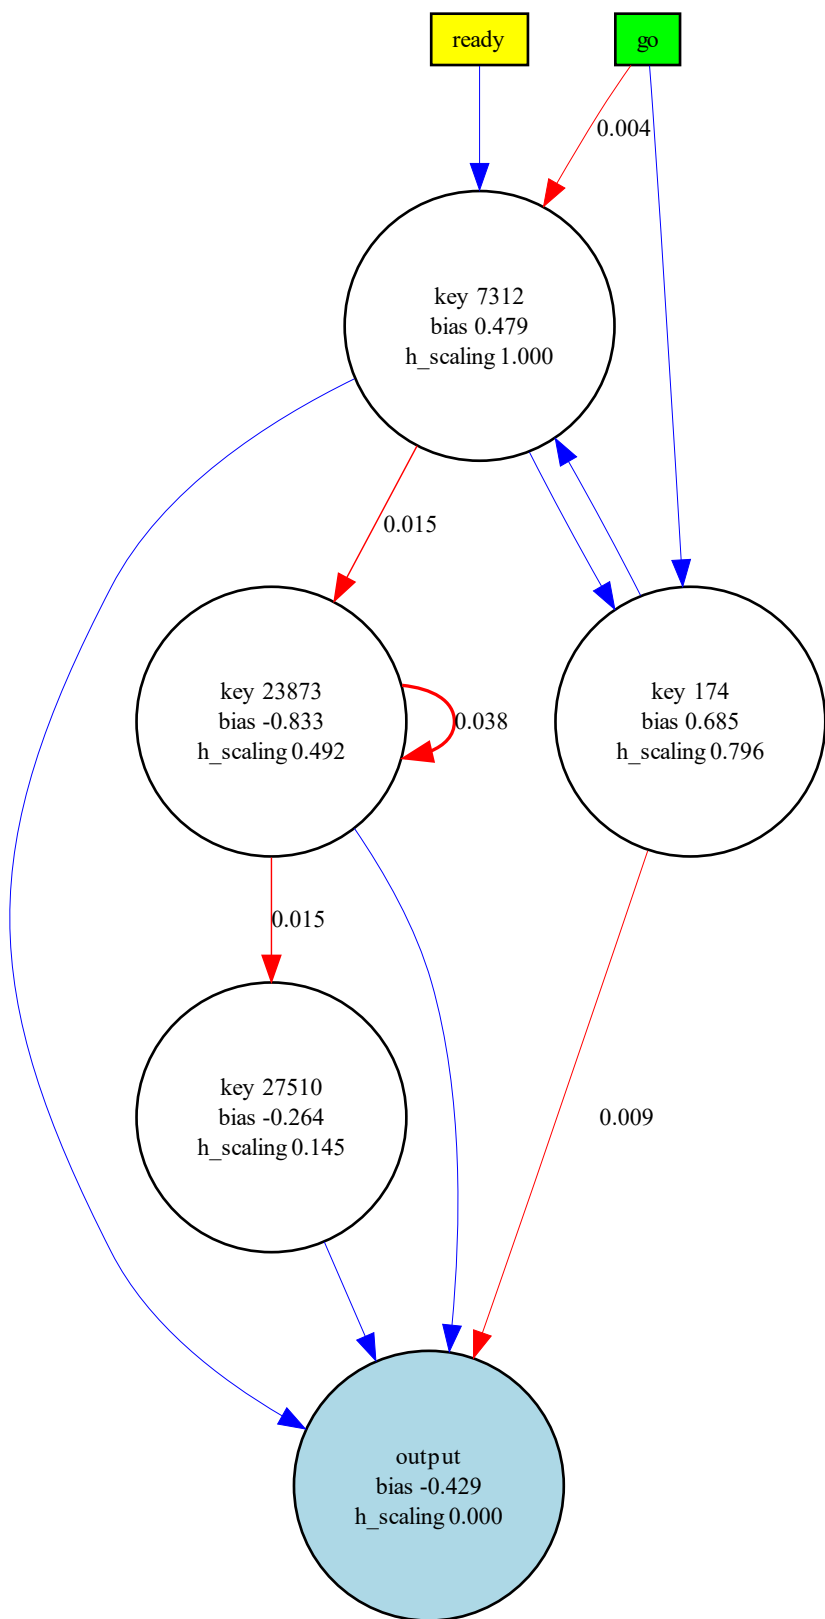 ready
go
0.004
key 7312
bias 0.479
h_scaling 1.000
0.015
key 23873
bias -0.833
h_scaling 0.492
0.038
key 174
bias 0.685
h_scaling 0.796
0.015
key 27510
bias -0.264
h_scaling 0.145
0.009
output
bias -0.429
h_scaling 0.000